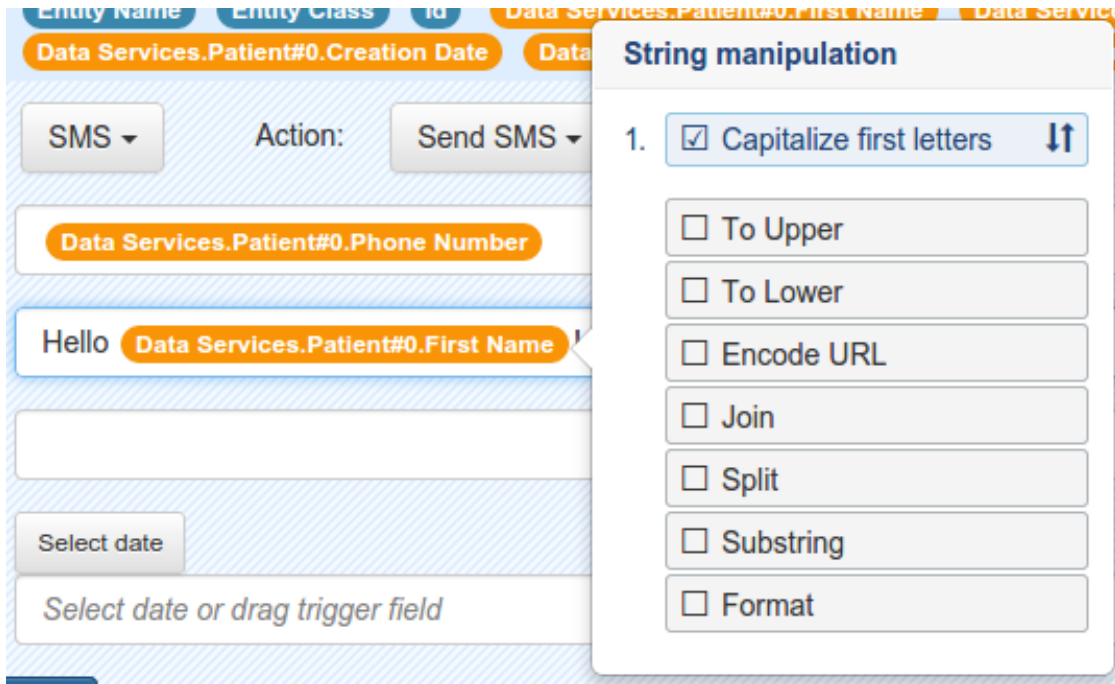 Entity Name Entity Class Id Data Services.Patient#0.First Name Data Servic
Data Services.Patient#0.Creation Date Data
String manipulation
SMS Action: Send SMS
1. Capitalize first letters
Data Services.Patient#0.Phone Number
To Upper
To Lower
Hello Data Services.Patient#0.First Name
Encode URL
Join
Split
Select date
Substring
Select date or drag trigger field
Format